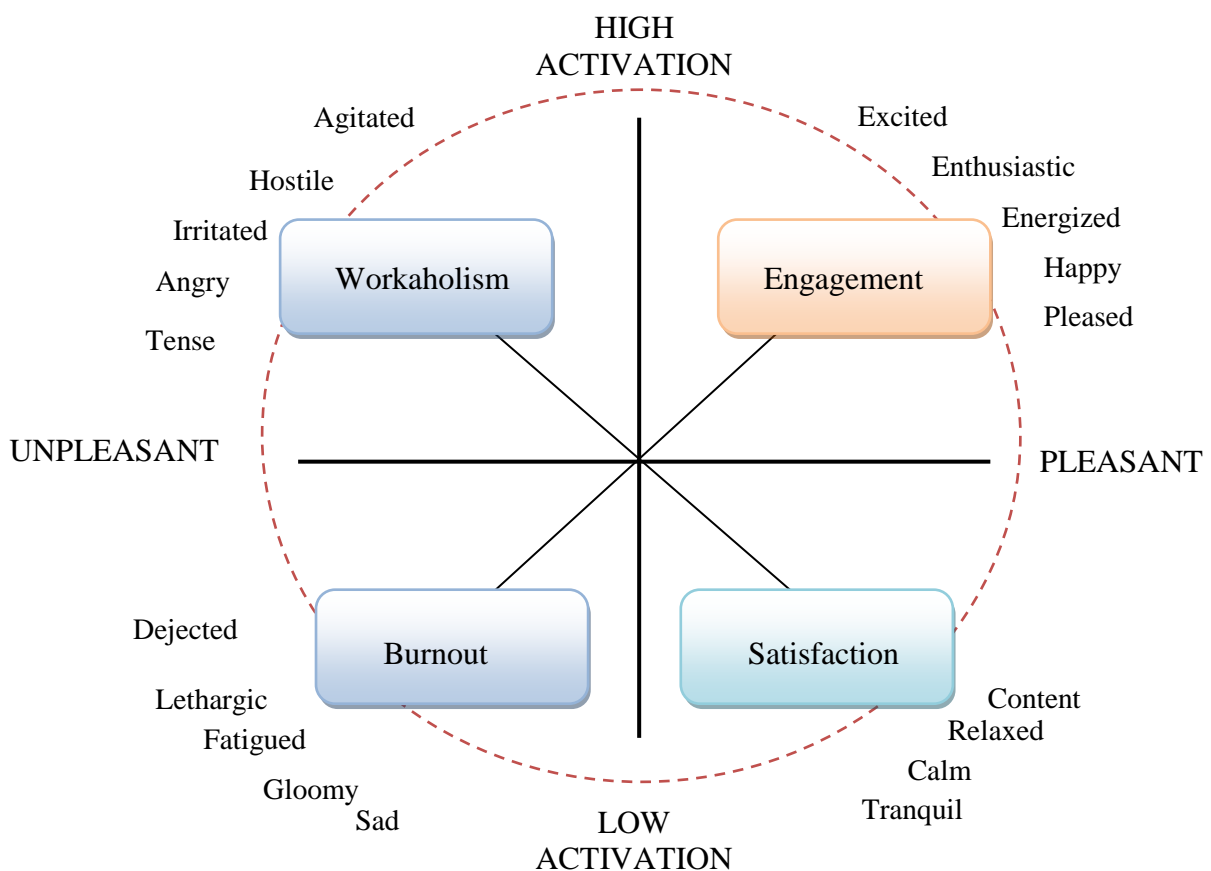 HIGH
ACTIVATION
Agitated
Excited
Hostile
Enthusiastic
Irritated
Energized
Workaholism
Engagement
Angry
Happy
Tense
Pleased
UNPLEASANT
PLEASANT
Dejected
Burnout
Satisfaction
Lethargic
Content
Fatigued
Relaxed
Gloomy
Calm
Sad
Tranquil
LOW
ACTIVATION